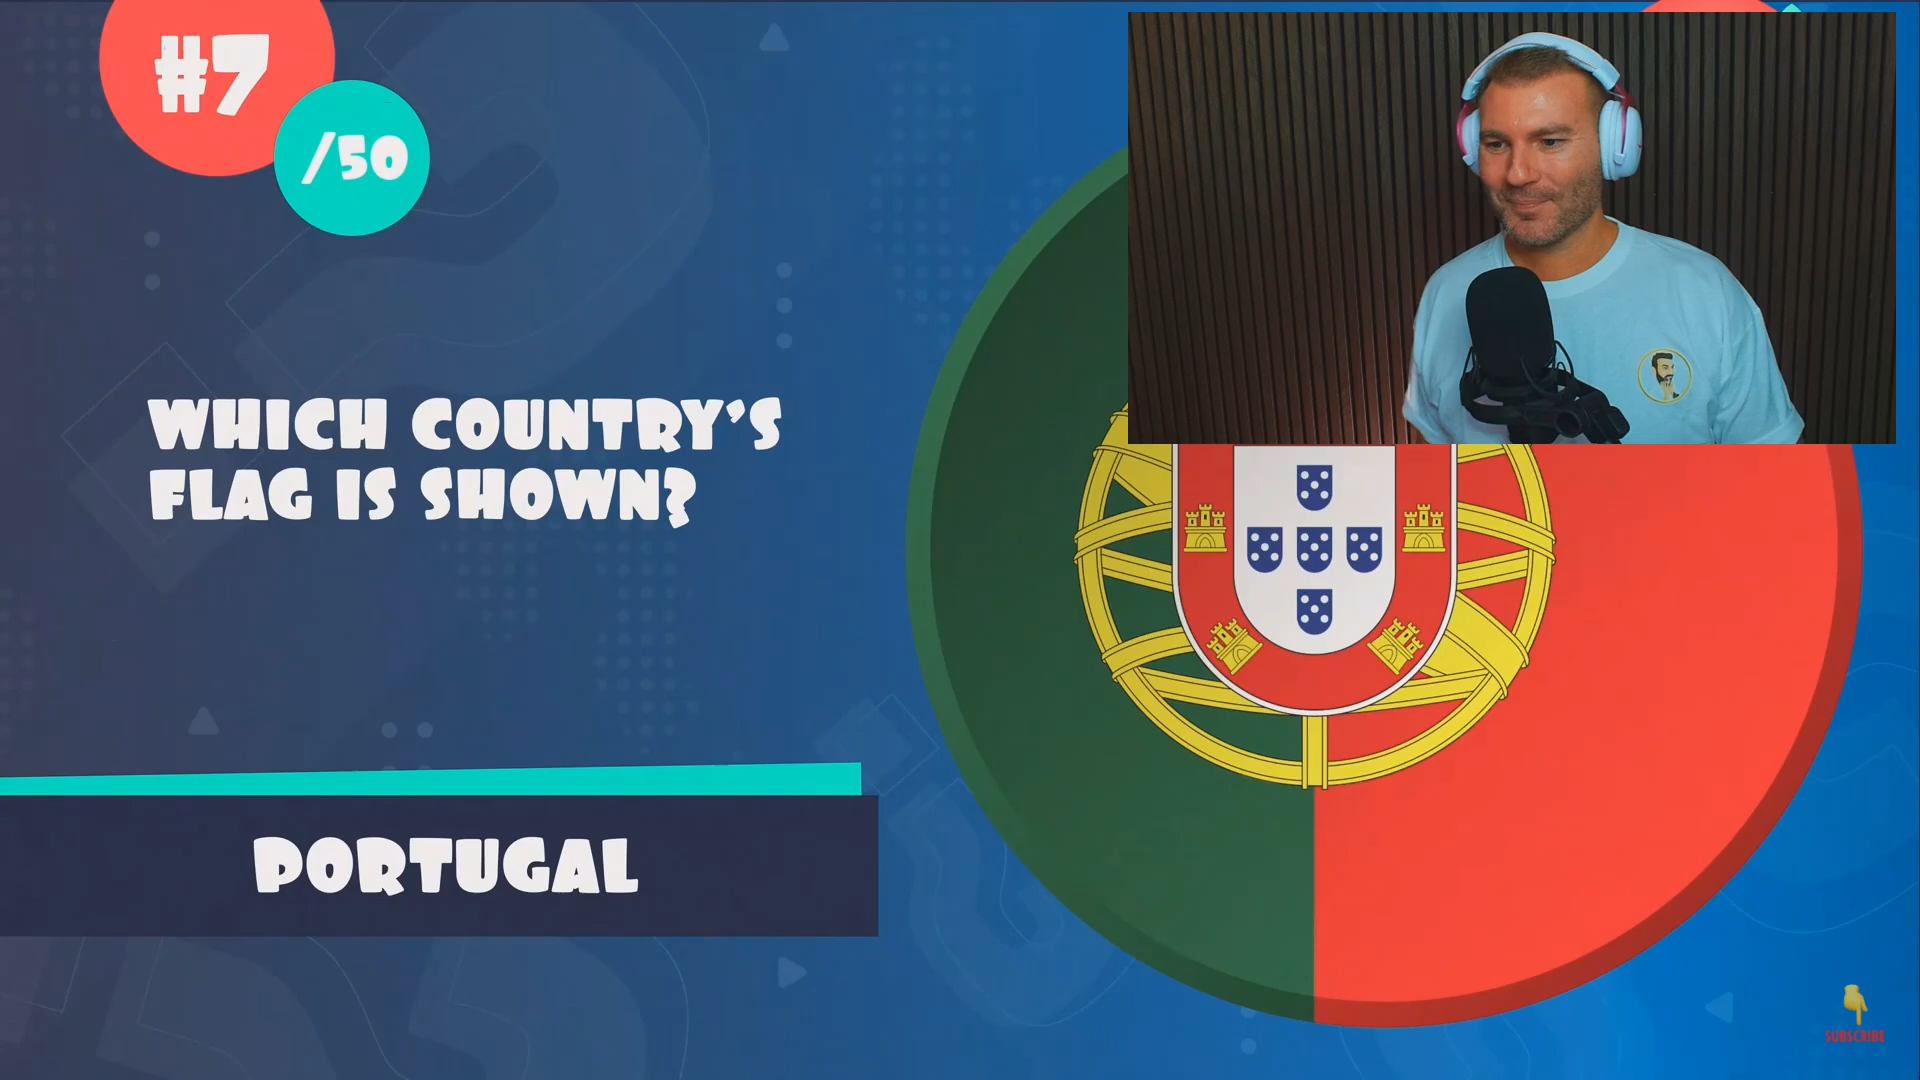 #7
/50
WHICH COUNTRY'S
FLAG IS SHOWN?
PORTUGAL
SUBSCRIBE